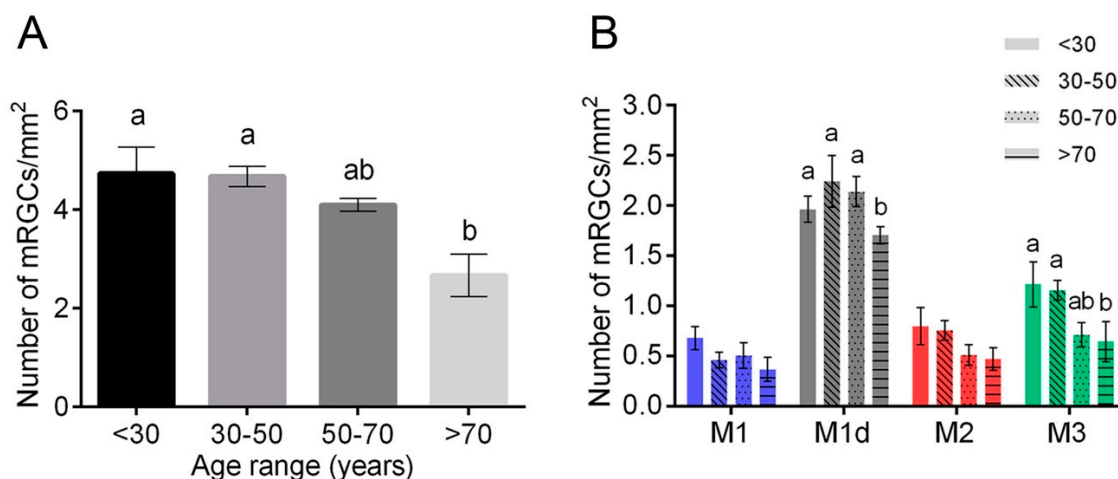 A
Number of mRGCs/mm²
6
4
2
0
a
a
ab
b
<30
30-50
50-70
>70
Age range (years)
B
<30
30-50
50-70
>70
Number of mRGCs/mm²
3.0
2.5
2.0
1.5
1.0
0.5
0.0
a
a
a
b
a
a
ab
b
M1
M1d
M2
M3